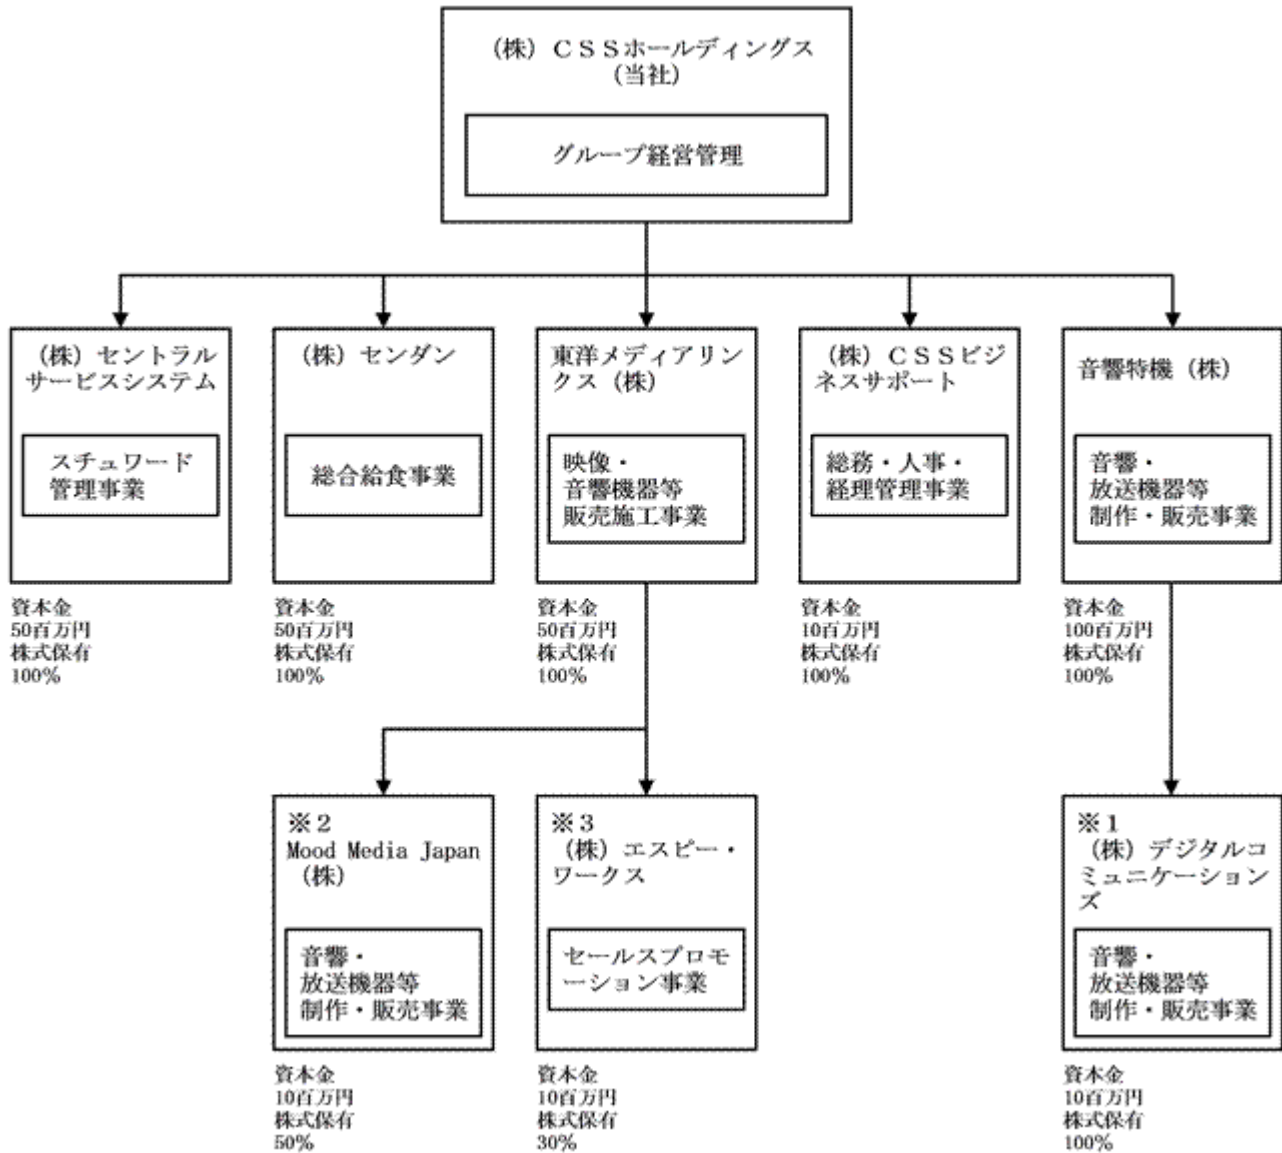 (株)CSSホールディングス
(当社)
グループ経営管理
(株)セントラル
サービスシステム
スチュワード
管理事業
資本金
50百万円
株式保有
100%
(株)センダン
総合給食事業
資本金
50百万円
株式保有
100%
東洋メディアリン
クス(株)
映像・
音響機器等
販売施工事業
資本金
50百万円
株式保有
100%
(株)CSSビジ
ネスサポート
総務・人事・
経理管理事業
資本金
10百万円
株式保有
100%
音響特機(株)
音響・
放送機器等
制作・販売事業
資本金
100百万円
株式保有
100%
※2
Mood Media Japan
(株)
音響・
放送機器等
制作・販売事業
資本金
10百万円
株式保有
50%
※3
(株)エスピー・
ワークス
セールスプロモ
ーション事業
資本金
10百万円
株式保有
30%
※1
(株)デジタルコ
ミュニケーション
ズ
音響・
放送機器等
制作・販売事業
資本金
10百万円
株式保有
100%